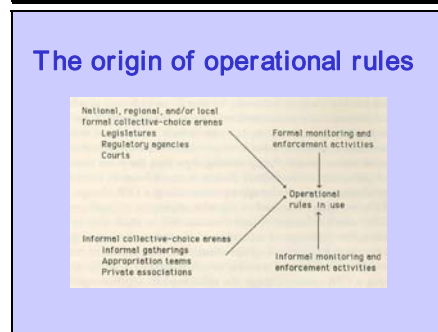 The origin of operational rules
National, regional, and/or local
formal collective-choice arenas
Legislatures
Regulatory agencies
Courts
Formal monitoring and
enforcement activities
Operational
rules in use
Informal collective-choice arenas
Informal gatherings
Appropriation teams
Private associations
Informal monitoring and
enforcement activities